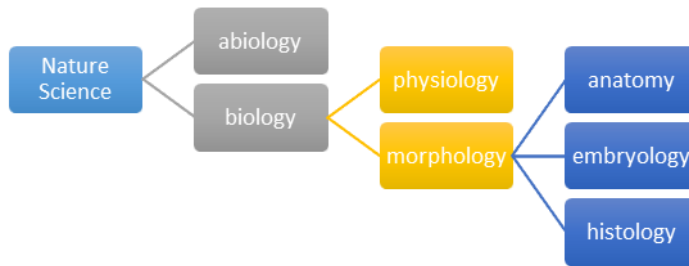 Nature
Science
abiology
biology
physiology
morphology
anatomy
embryology
histology